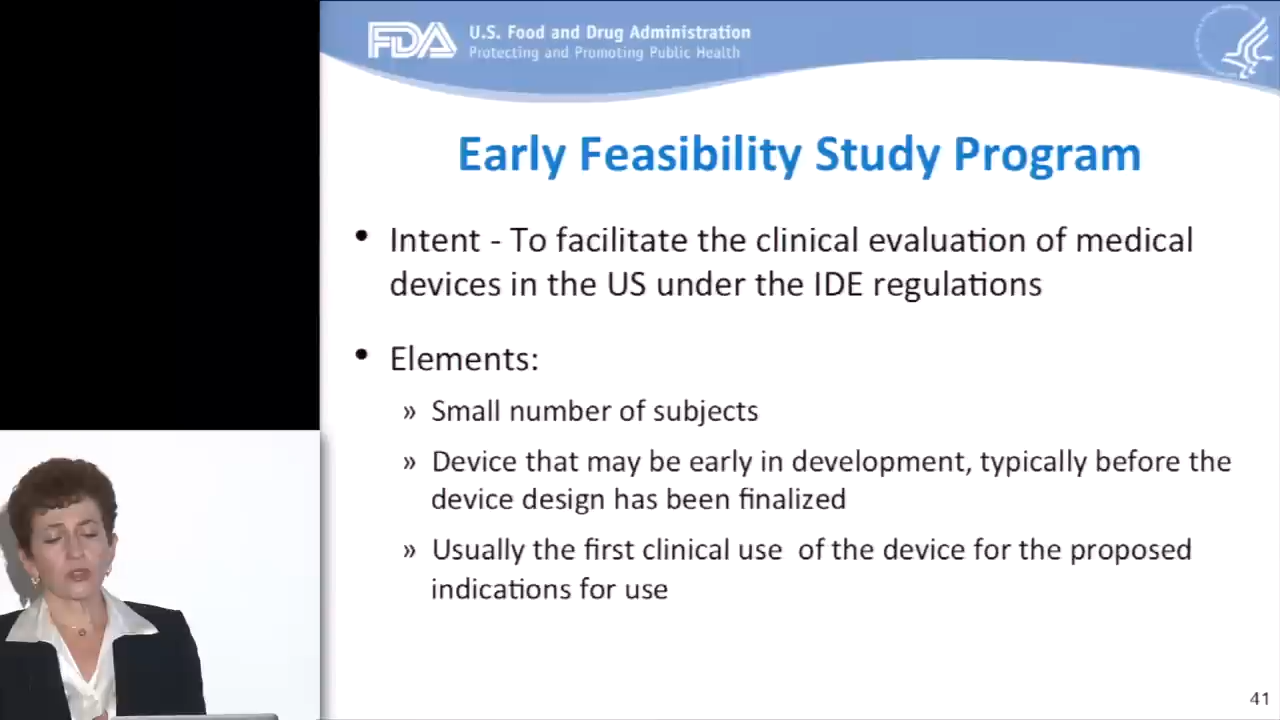 FDA U.S. Food and Drug Administration
Protecting and Promoting Public Health
Early Feasibility Study Program
• Intent - To facilitate the clinical evaluation of medical
devices in the US under the IDE regulations
• Elements:
» Small number of subjects
» Device that may be early in development, typically before the
device design has been finalized
» Usually the first clinical use of the device for the proposed
indications for use
41